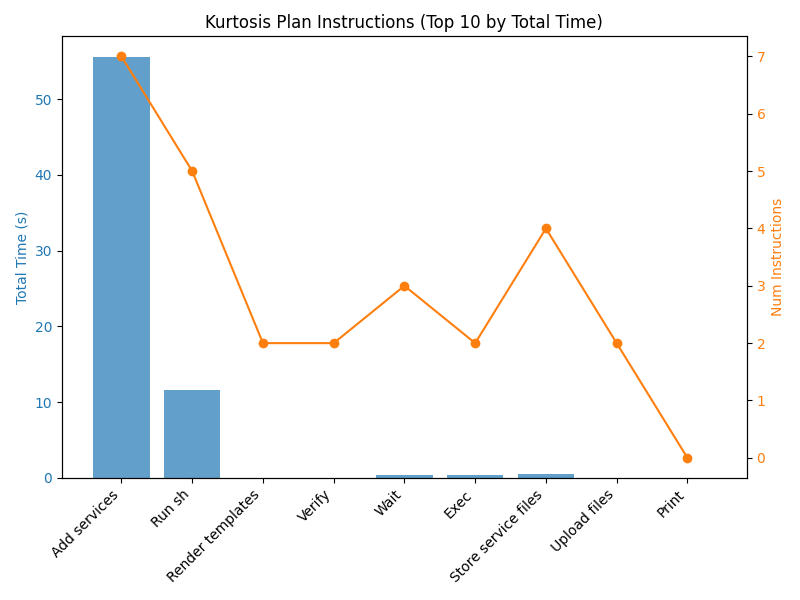 Kurtosis Plan Instructions (Top 10 by Total Time)
Total Time (s)
50
40
30
20
10
0
7
6
5
4
3
2
1
0
Num Instructions
Add services
Run sh
Render templates
Verify
Wait
Exec
Store service files
Upload files
Print